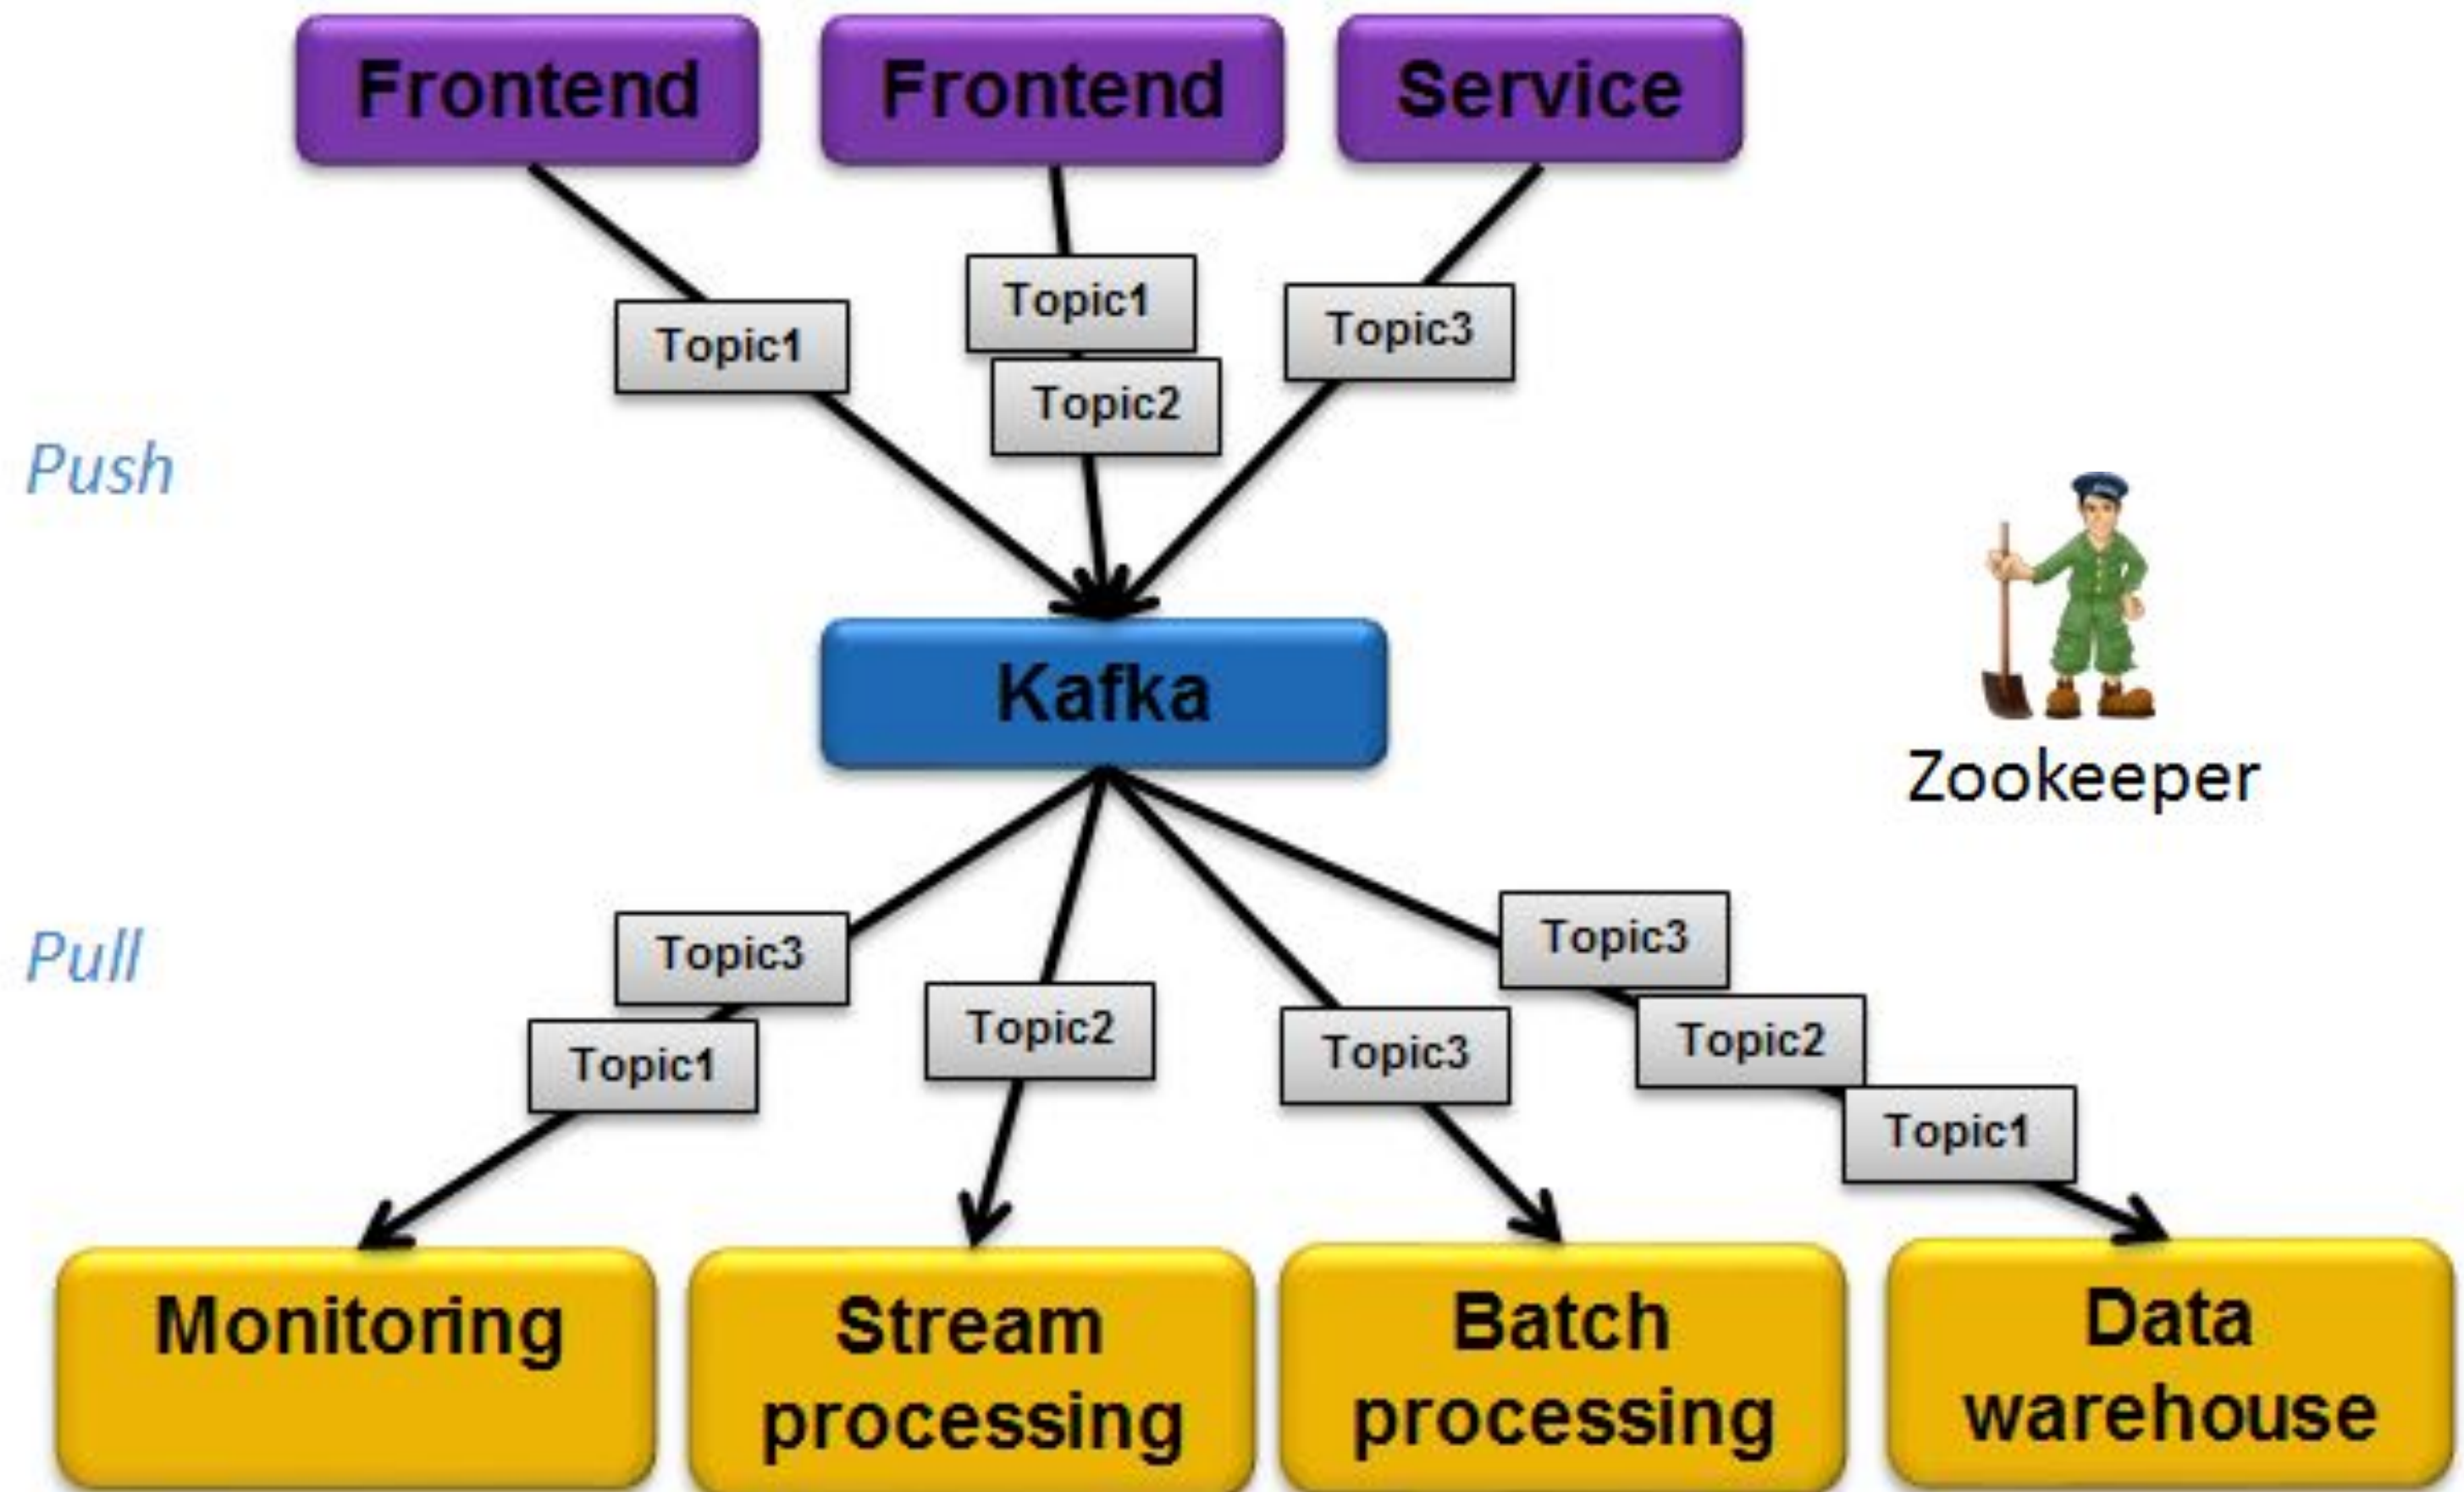 Frontend
Frontend
Service
Topic1
Topic1
Topic2
Topic3
Push
Kafka
Zookeeper
Pull
Topic3
Topic1
Topic2
Topic3
Topic3
Topic2
Topic1
Monitoring
Stream
processing
Batch
processing
Data
warehouse